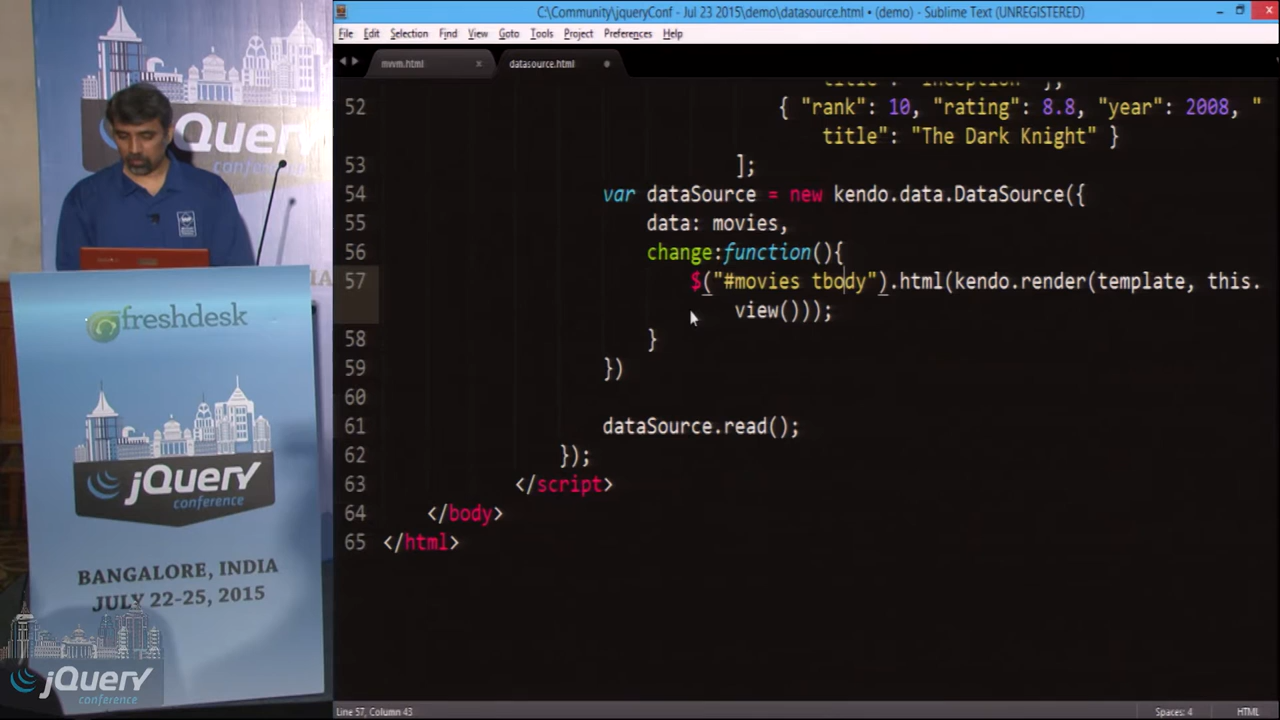 C:\Community\jqueryConf - Jul 23 2015\demo\datasource.html • (demo) - Sublime Text (UNREGISTERED)
File Edit Selection Find View Goto Tools Project Preferences Help
mvvm.html x datasource.html
title": "Inception" },
52 { "rank": 10, "rating": 8.8, "year": 2008, "
title": "The Dark Knight" }
53 ];
54 var dataSource = new kendo.data.DataSource({
55 data: movies,
56 change:function(){
57 $("#movies tbody").html(kendo.render(template, this.
view()));
58 }
59 })
60
61 dataSource.read();
62 });
63 </script>
64 </body>
65 </html>
Line 57, Column 43
Spaces: 4
HTML
jQuery
conference
freshdesk
jQuery
conference
BANGALORE, INDIA
JULY 22-25, 2015
jQuery
conference